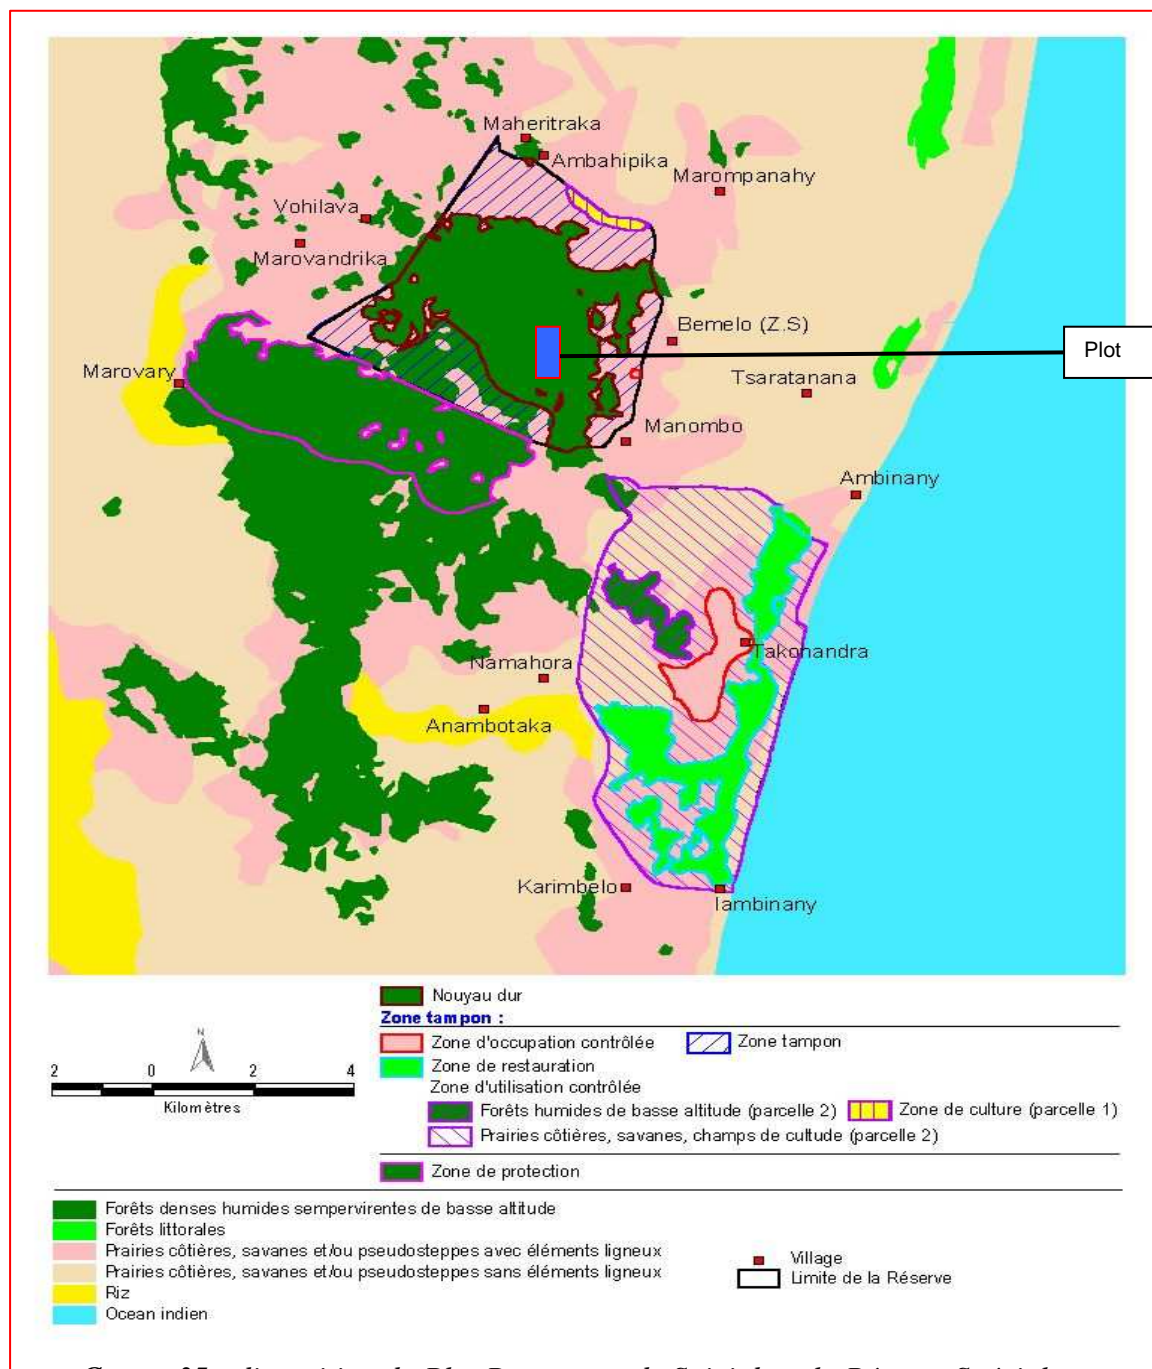 Maheritraka
Ambahipika
Marompanahy
Vohilava
Marovandrika
Bemelo (Z.S)
Plot
Marovary
Tsaratanana
Manombo
Ambinany
Takonandra
Namahora
Anambotaka
Karimbelo
Iambinany
Nouyau dur
Zone tampon :
Zone d'occupation contrôlée
Zone tampon
Zone de restauration
Zone d'utilisation contrôlée
Forêts humides de basse altitude (parcelle 2)
Zone de culture (parcelle 1)
Prairies côtières, savanes, champs de cultude (parcelle 2)
Zone de protection
N
2 0 2 4
Kilomètres
Forêts denses humides sempervirentes de basse altitude
Forêts littorales
Prairies côtières, savanes et/ou pseudosteppes avec éléments ligneux
Prairies côtières, savanes et/ou pseudosteppes sans éléments ligneux
Riz
Ocean indien
Village
Limite de la Réserve